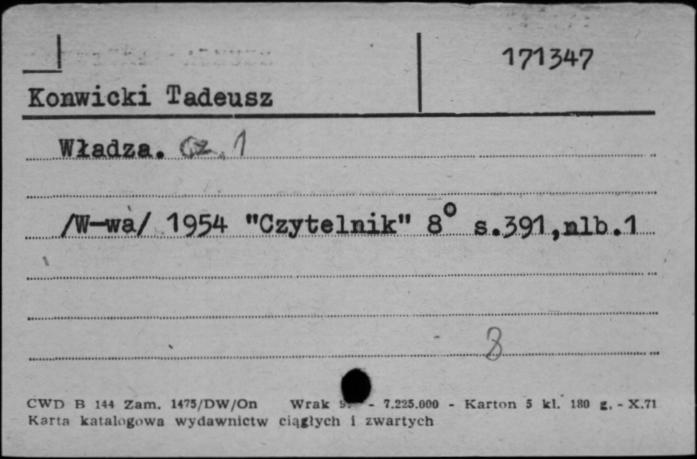 171347
Konwicki Tadeusz
Władza. Cz. 1
/W-wa/ 1954 "Czytelnik" 8° s.391,nlb.1
8
CWD B 144 Zam. 1475/DW/On Wrak - 7.225.000 - Karton 5 kl. 180 g. - X.71
Karta katalogowa wydawnictw ciągłych i zwartych